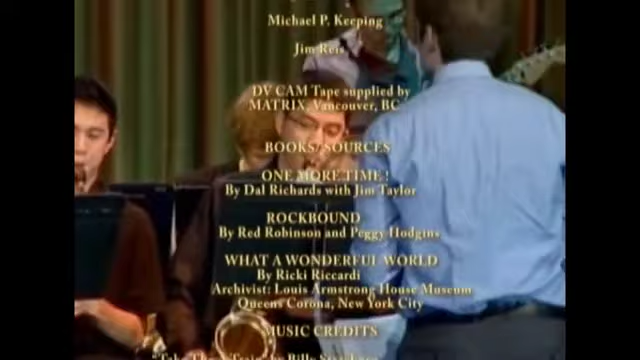 Michael P. Keeping
Jim Reis
DV CAM Tape supplied by
MATRIX, Vancouver, BC
BOOKS/SOURCES
ONE MORE TIME !
By Dal Richards with Jim Taylor
ROCKBOUND
By Red Robinson and Peggy Hodgins
WHAT A WONDERFUL WORLD
By Ricki Riccardi
Archivist: Louis Armstrong House Museum
Queens Corona, New York City
MUSIC CREDITS
"Take The